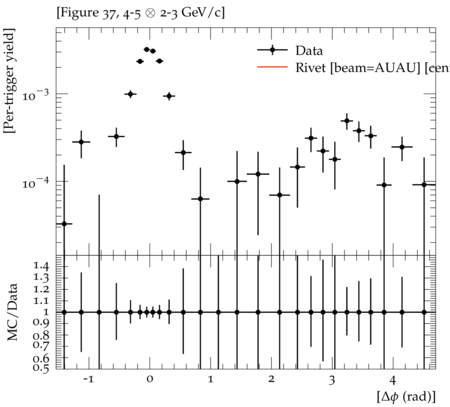 [Figure 37, 4-5 ⊗ 2-3 GeV/c]
[Per-trigger yield]
Data
Rivet [beam=AUAU] [cen
10⁻³
10⁻⁴
MC/Data
1.4
1.3
1.2
1.1
1
0.9
0.8
0.7
0.6
0.5
-1 0 1 2 3 4
[Δϕ (rad)]